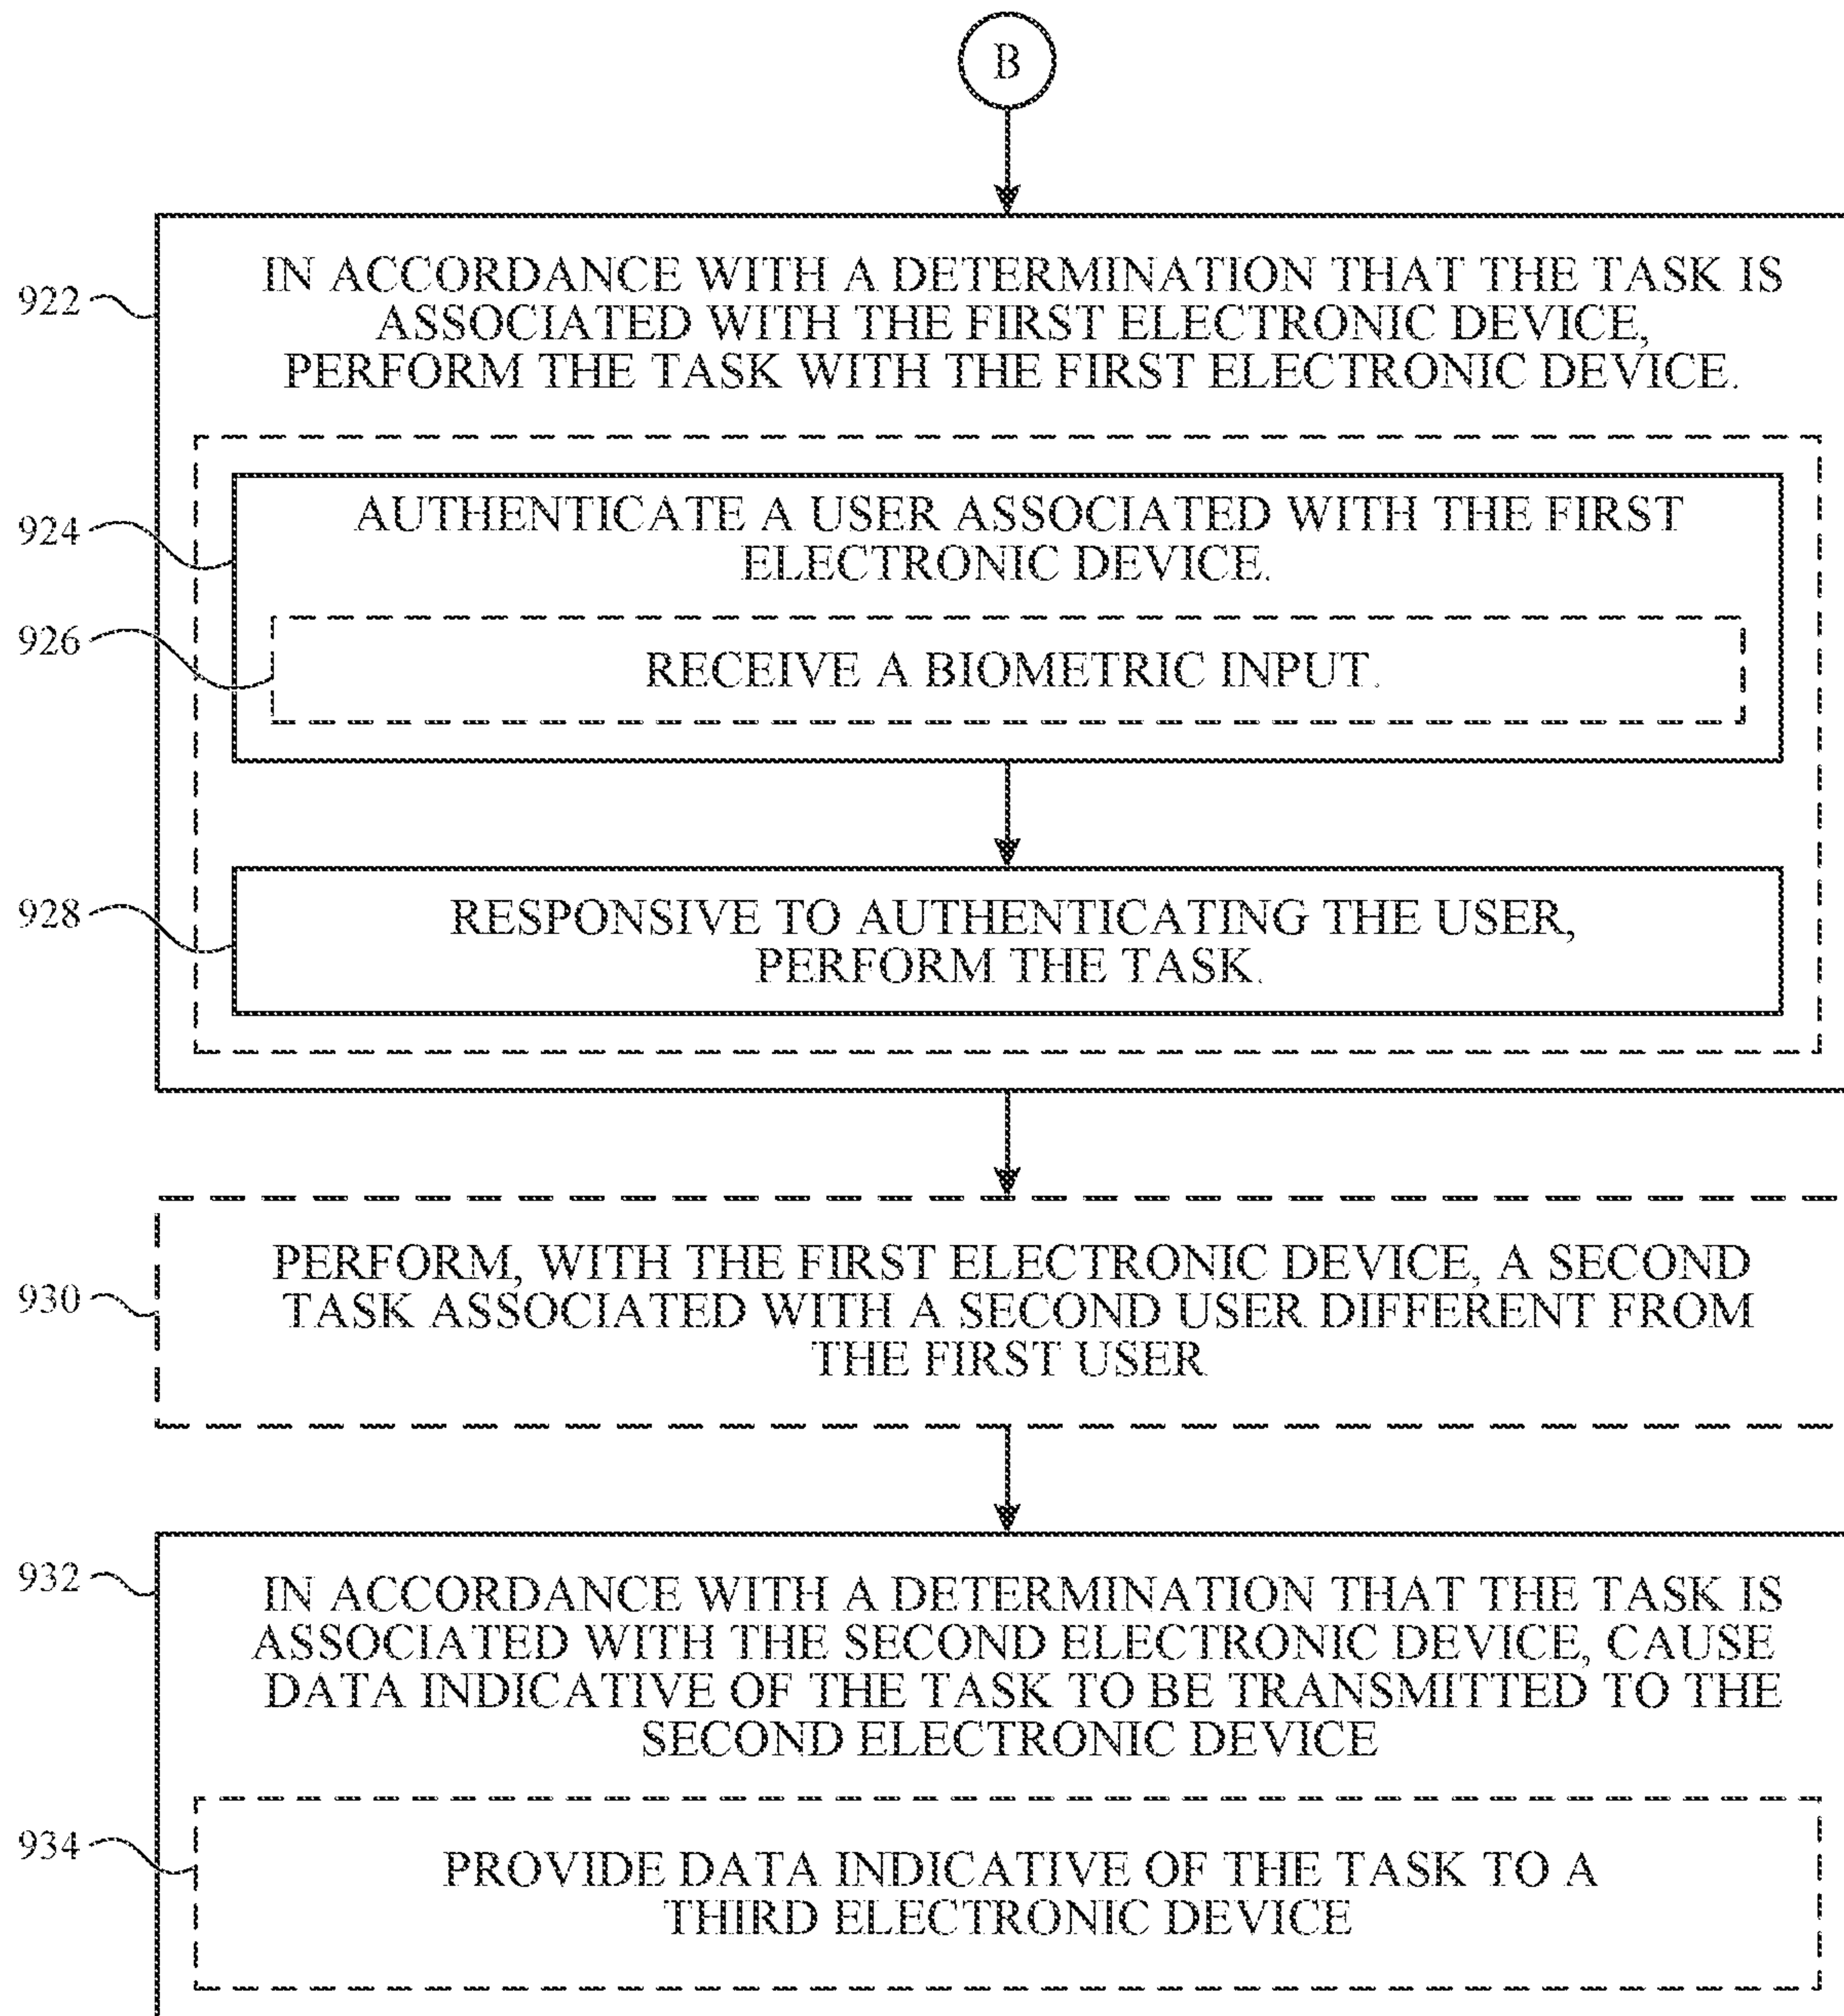 B
922
IN ACCORDANCE WITH A DETERMINATION THAT THE TASK IS
ASSOCIATED WITH THE FIRST ELECTRONIC DEVICE,
PERFORM THE TASK WITH THE FIRST ELECTRONIC DEVICE.
924
AUTHENTICATE A USER ASSOCIATED WITH THE FIRST
ELECTRONIC DEVICE.
926
RECEIVE A BIOMETRIC INPUT.
928
RESPONSIVE TO AUTHENTICATING THE USER,
PERFORM THE TASK.
930
PERFORM, WITH THE FIRST ELECTRONIC DEVICE, A SECOND
TASK ASSOCIATED WITH A SECOND USER DIFFERENT FROM
THE FIRST USER
932
IN ACCORDANCE WITH A DETERMINATION THAT THE TASK IS
ASSOCIATED WITH THE SECOND ELECTRONIC DEVICE, CAUSE
DATA INDICATIVE OF THE TASK TO BE TRANSMITTED TO THE
SECOND ELECTRONIC DEVICE
934
PROVIDE DATA INDICATIVE OF THE TASK TO A
THIRD ELECTRONIC DEVICE